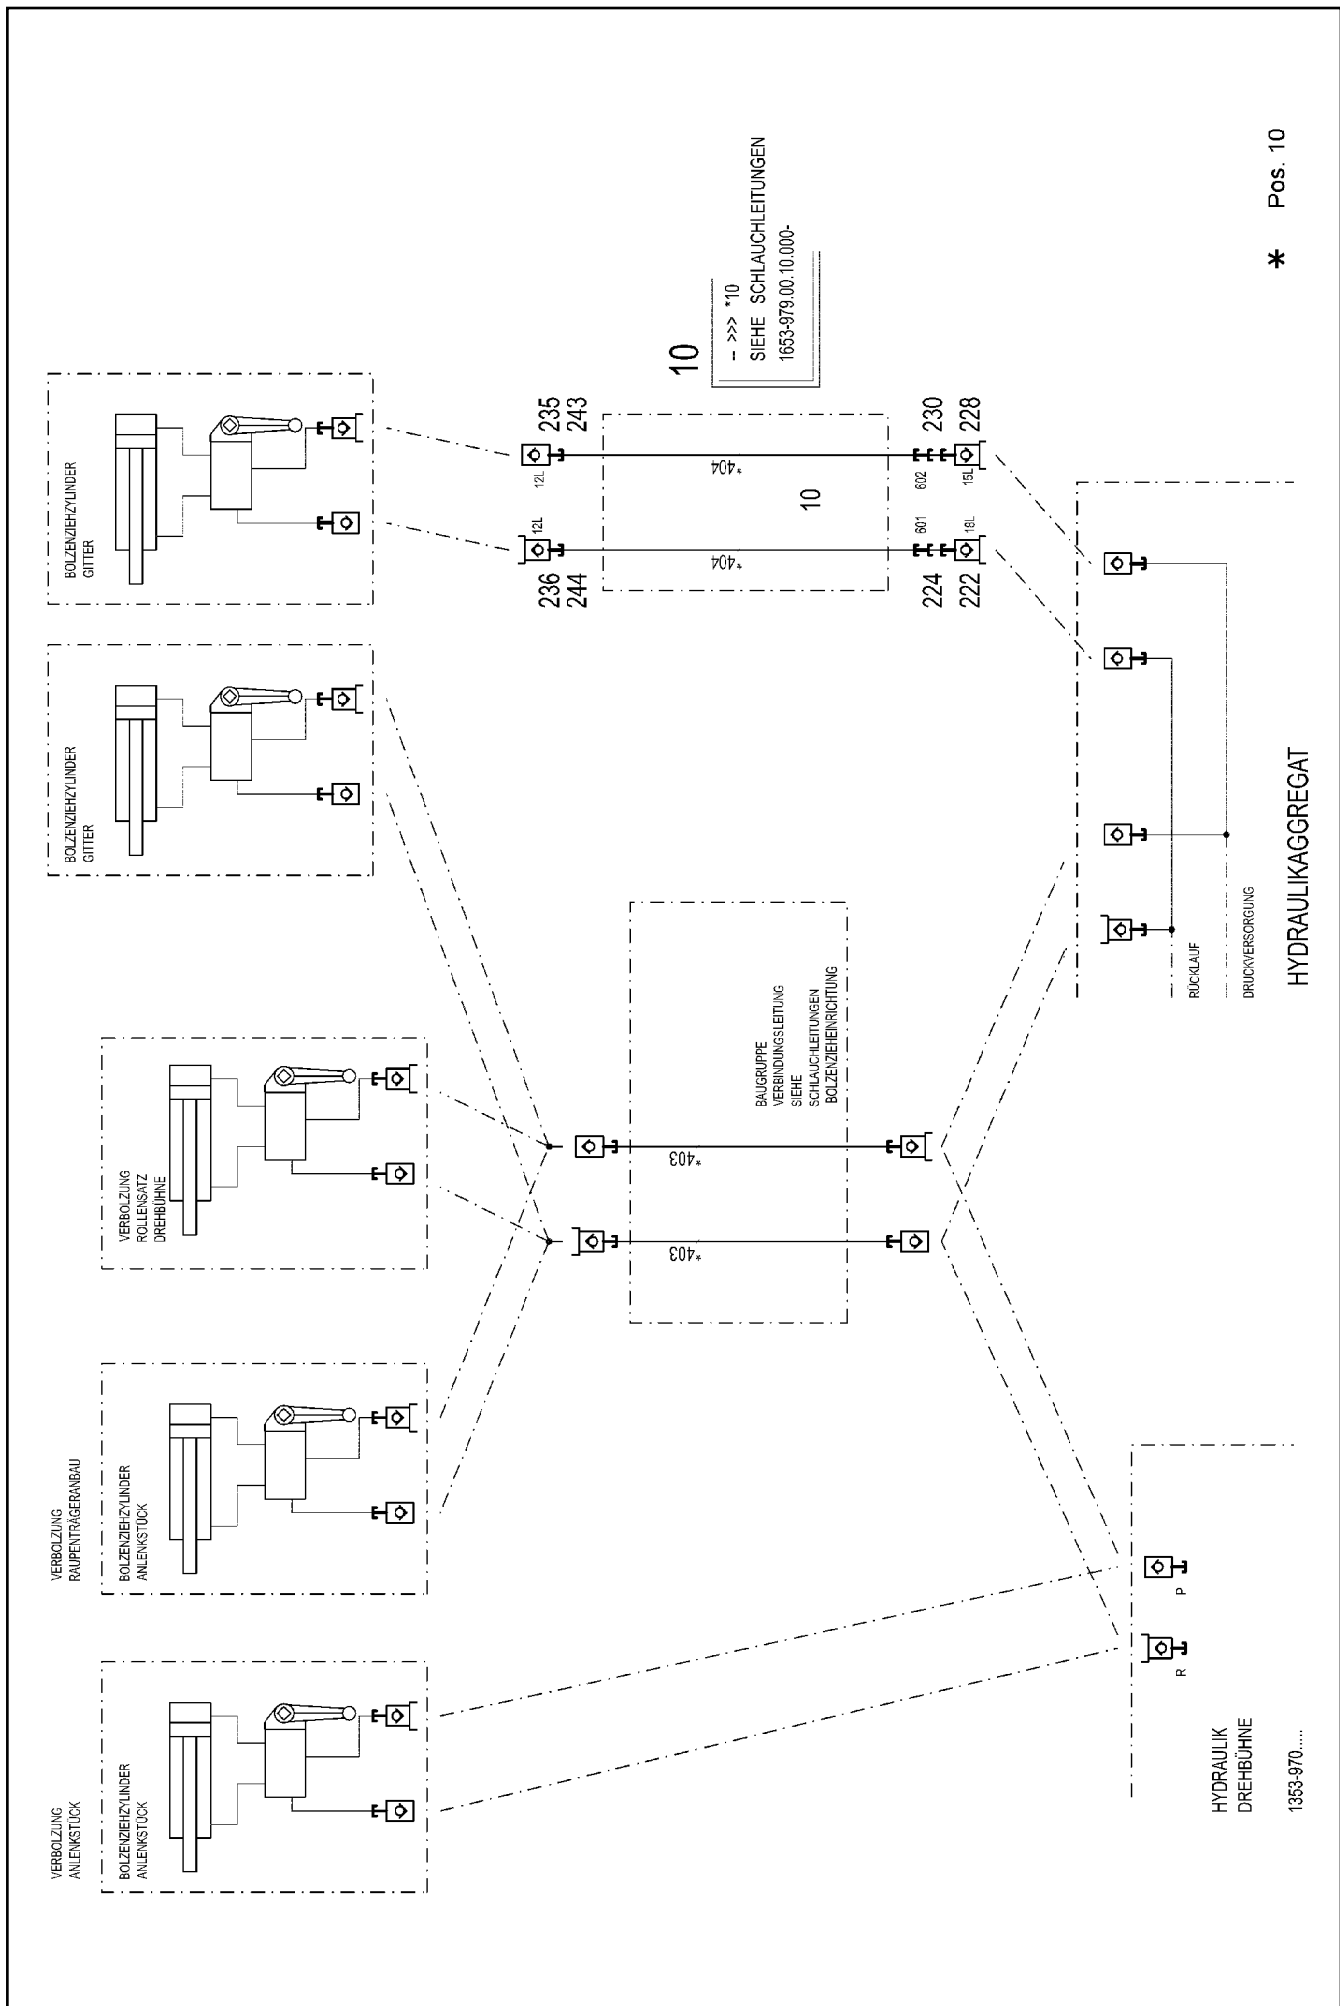 VERBOLZUNG
ANLENKSTÜCK
BOLZENZIEHZYLINDER
ANLENKSTÜCK
VERBOLZUNG
RAUPENTRÄGERANBAU
BOLZENZIEHZYLINDER
ANLENKSTÜCK
VERBOLZUNG
ROLLENSATZ
DREHBÜHNE
BOLZENZIEHZYLINDER
GITTER
BOLZENZIEHZYLINDER
GITTER
236
244
12L
12L
235
243
*404
*404
10
224
222
601
18L
602
15L
230
228
10
-- >>> *10
SIEHE SCHLAUCHLEITUNGEN
1653-979.00.10.000-
*403
*403
BAUGRUPPE
VERBINDUNGSLEITUNG
SIEHE
SCHLAUCHLEITUNGEN
BOLZENZIEHEINRICHTUNG
R
P
HYDRAULIK
DREHBÜHNE
1353-970.....
RÜCKLAUF
DRUCKVERSORGUNG
HYDRAULIKAGGREGAT
* Pos. 10